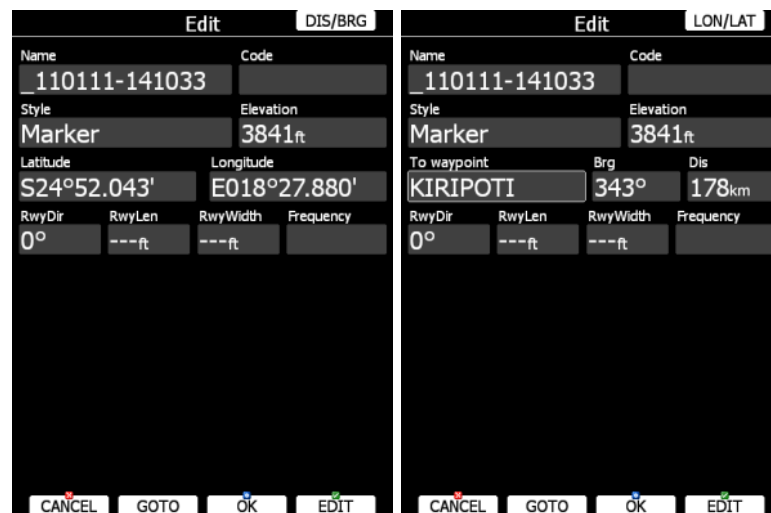 Edit DIS/BRG
Name Code
_110111-141033
Style Elevation
Marker 3841ft
Latitude Longitude
S24°52.043' E018°27.880'
RwyDir RwyLen RwyWidth Frequency
0° ---ft ---ft
CANCEL GOTO OK EDIT
Edit LON/LAT
Name Code
_110111-141033
Style Elevation
Marker 3841ft
To waypoint Brg Dis
KIRIPOTI 343° 178km
RwyDir RwyLen RwyWidth Frequency
0° ---ft ---ft
CANCEL GOTO OK EDIT